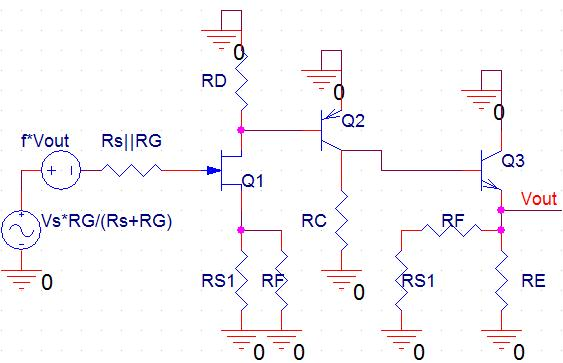 0
RD
0
Q2
0
Q3
f*Vout
Rs||RG
+ -
Q1
Vout
Vs*RG/(Rs+RG)
RC
RF
0
RS1
RF
RS1
RE
0
0
0
0
0